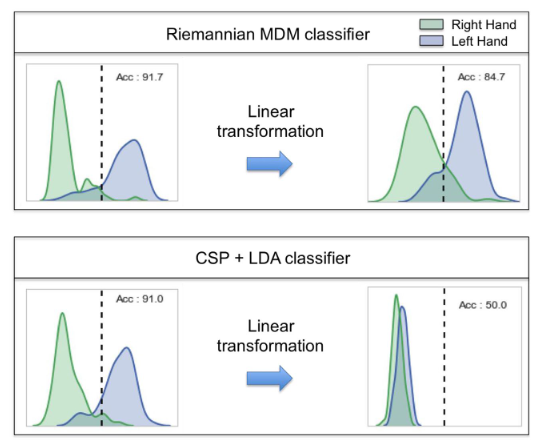 Riemannian MDM classifier
Right Hand
Left Hand
Acc : 91.7
Linear
transformation
Acc : 84.7
CSP + LDA classifier
Acc : 91.0
Linear
transformation
Acc : 50.0